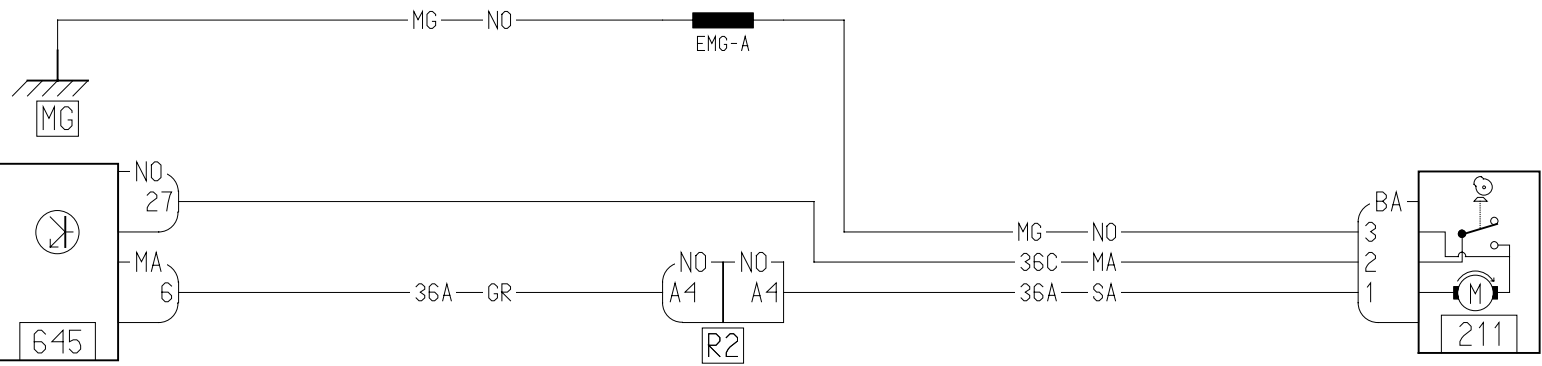 MG NO
EMG-A
MG
NO
27
BA
3
MG NO
MA
NO NO
36C MA
2
6
36A GR
A4 A4
36A SA
1
M
645
R2
211